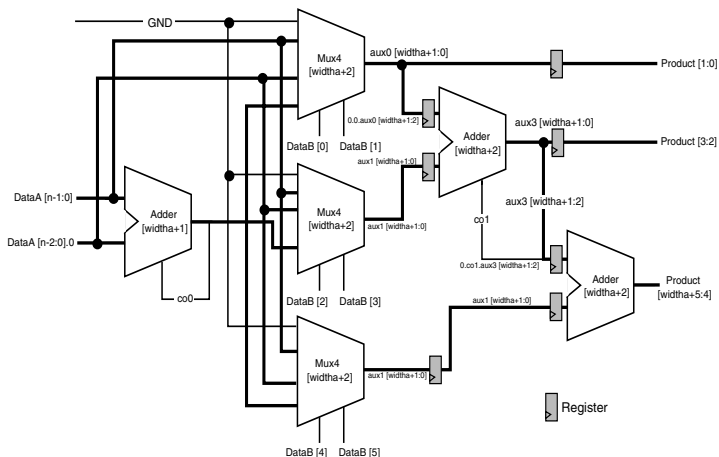 GND
Mux4
[widtha+2]
aux0 [widtha+1:0]
Product [1:0]
0.0.aux0 [widtha+1:2]
DataB [0]
DataB [1]
Adder
[widtha+2]
aux3 [widtha+1:0]
Product [3:2]
aux1 [widtha+1:0]
DataA [n-1:0]
DataA [n-2:0].0
Adder
[widtha+1]
co0
Mux4
[widtha+2]
aux1 [widtha+1:0]
co1
aux3 [widtha+1:2]
0.co1.aux3 [widtha+1:2]
DataB [2]
DataB [3]
Adder
[widtha+2]
Product
[widtha+5:4]
aux1 [widtha+1:0]
Mux4
[widtha+2]
aux1 [widtha+1:0]
DataB [4]
DataB [5]
Register